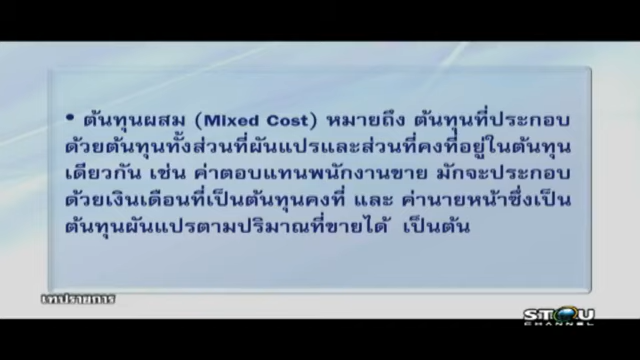 • ต้นทุนผสม (Mixed Cost) หมายถึง ต้นทุนที่ประกอบ
ด้วยต้นทุนทั้งส่วนที่ผันแปรและส่วนที่คงที่อยู่ในต้นทุน
เดียวกัน เช่น ค่าตอบแทนพนักงานขาย มักจะประกอบ
ด้วยเงินเดือนที่เป็นต้นทุนคงที่ และ ค่านายหน้าซึ่งเป็น
ต้นทุนผันแปรตามปริมาณที่ขายได้ เป็นต้น
เทปรายการ
STOU
CHANNEL